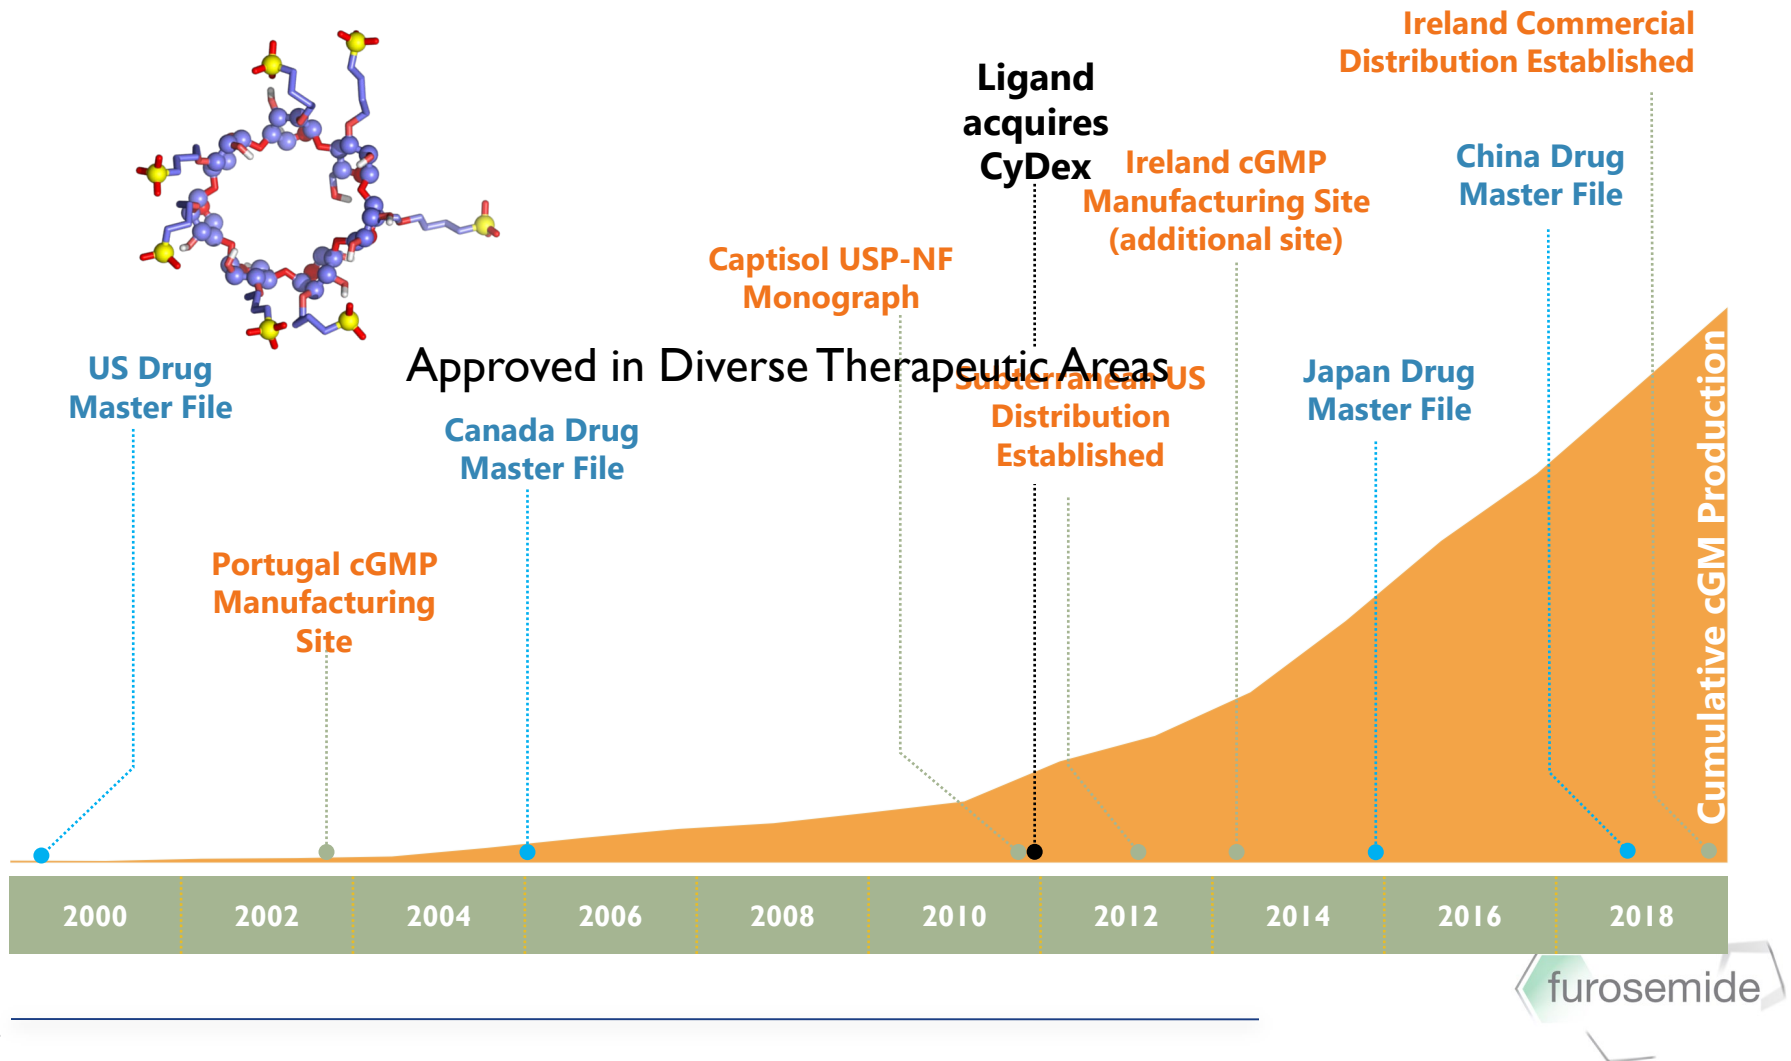 Ireland Commercial
Distribution Established
Ligand
acquires
CyDex
Ireland cGMP
Manufacturing Site
(additional site)
China Drug
Master File
Captisol USP-NF
Monograph
Approved in Diverse Therapeutic Areas
US Drug
Master File
Subterranean US
Distribution
Established
Japan Drug
Master File
Canada Drug
Master File
Portugal cGMP
Manufacturing
Site
Cumulative cGM Production
2000 2002 2004 2006 2008 2010 2012 2014 2016 2018
furosemide